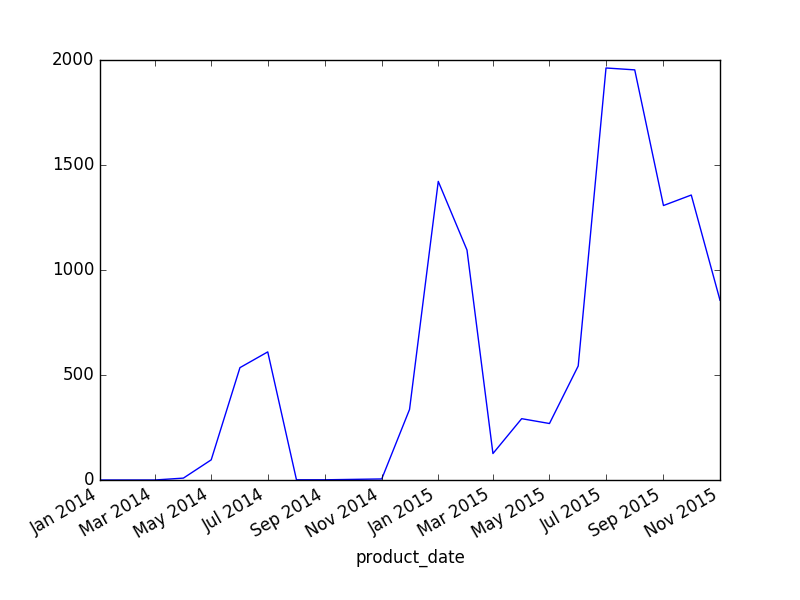 2000
1500
1000
500
0
Jan 2014
Mar 2014
May 2014
Jul 2014
Sep 2014
Nov 2014
Jan 2015
Mar 2015
May 2015
Jul 2015
Sep 2015
Nov 2015
product_date